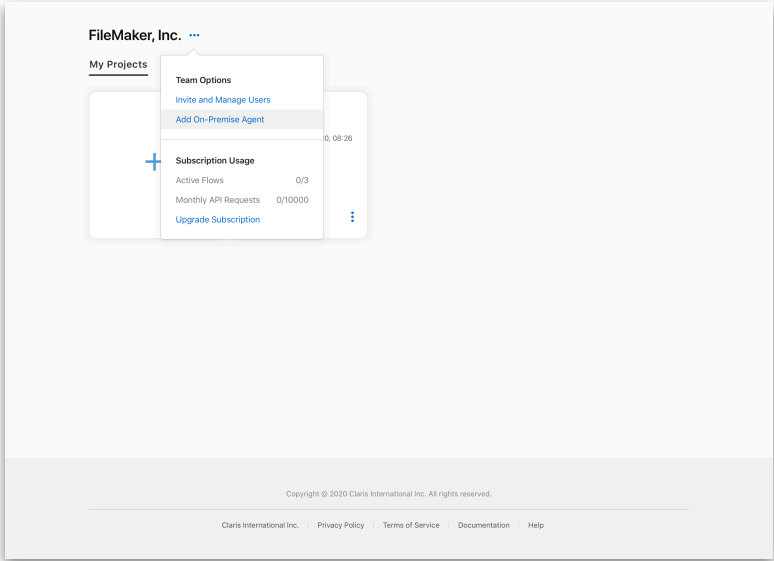 FileMaker, Inc. •••
My Projects
Team Options
Invite and Manage Users
Add On-Premise Agent
08:26
Subscription Usage
Active Flows 0/3
Monthly API Requests 0/10000
Upgrade Subscription
Copyright © 2020 Claris International Inc. All rights reserved.
Claris International Inc. | Privacy Policy | Terms of Service | Documentation | Help